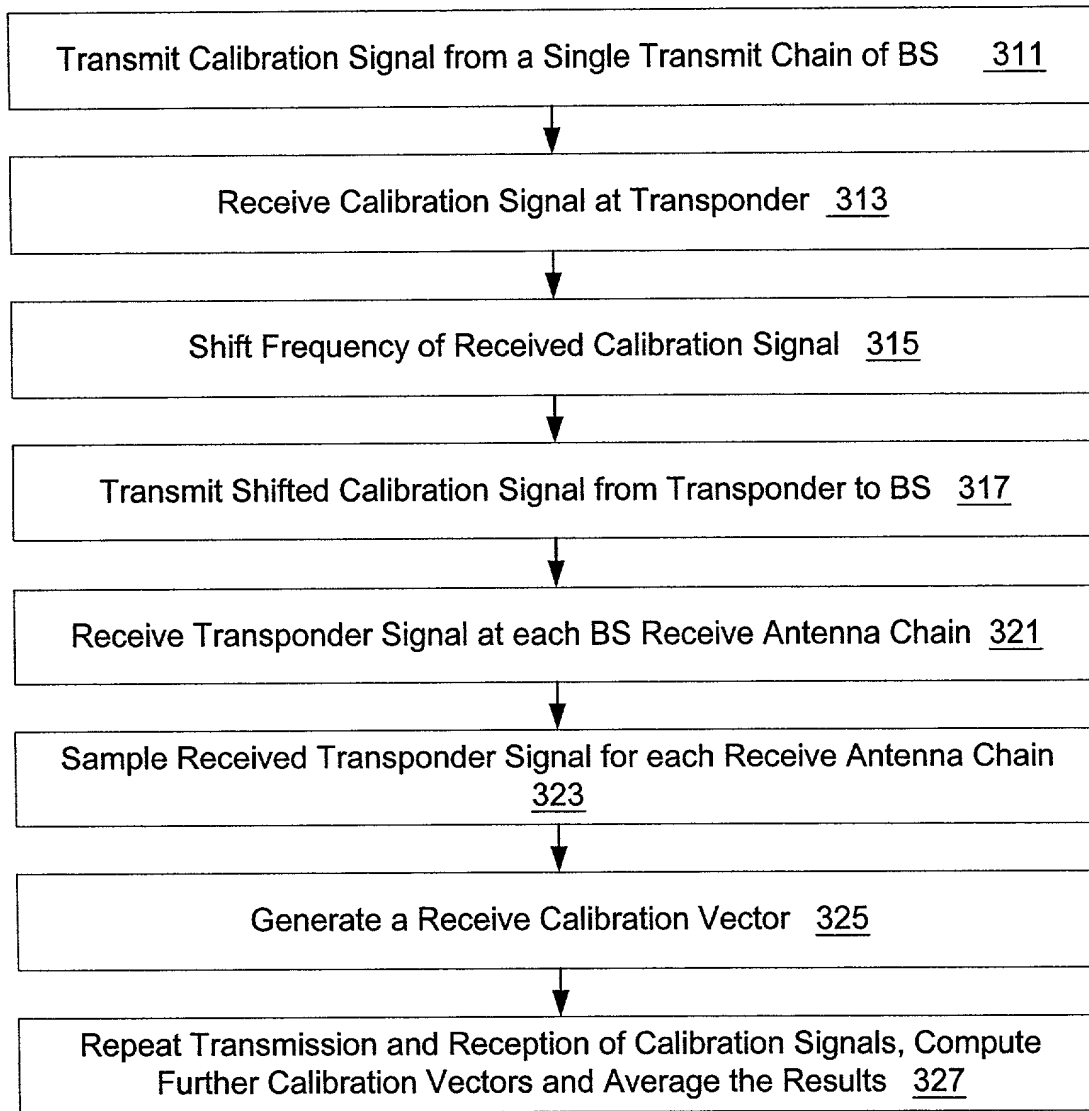 Transmit Calibration Signal from a Single Transmit Chain of BS 311
Receive Calibration Signal at Transponder 313
Shift Frequency of Received Calibration Signal 315
Transmit Shifted Calibration Signal from Transponder to BS 317
Receive Transponder Signal at each BS Receive Antenna Chain 321
Sample Received Transponder Signal for each Receive Antenna Chain
323
Generate a Receive Calibration Vector 325
Repeat Transmission and Reception of Calibration Signals, Compute
Further Calibration Vectors and Average the Results 327